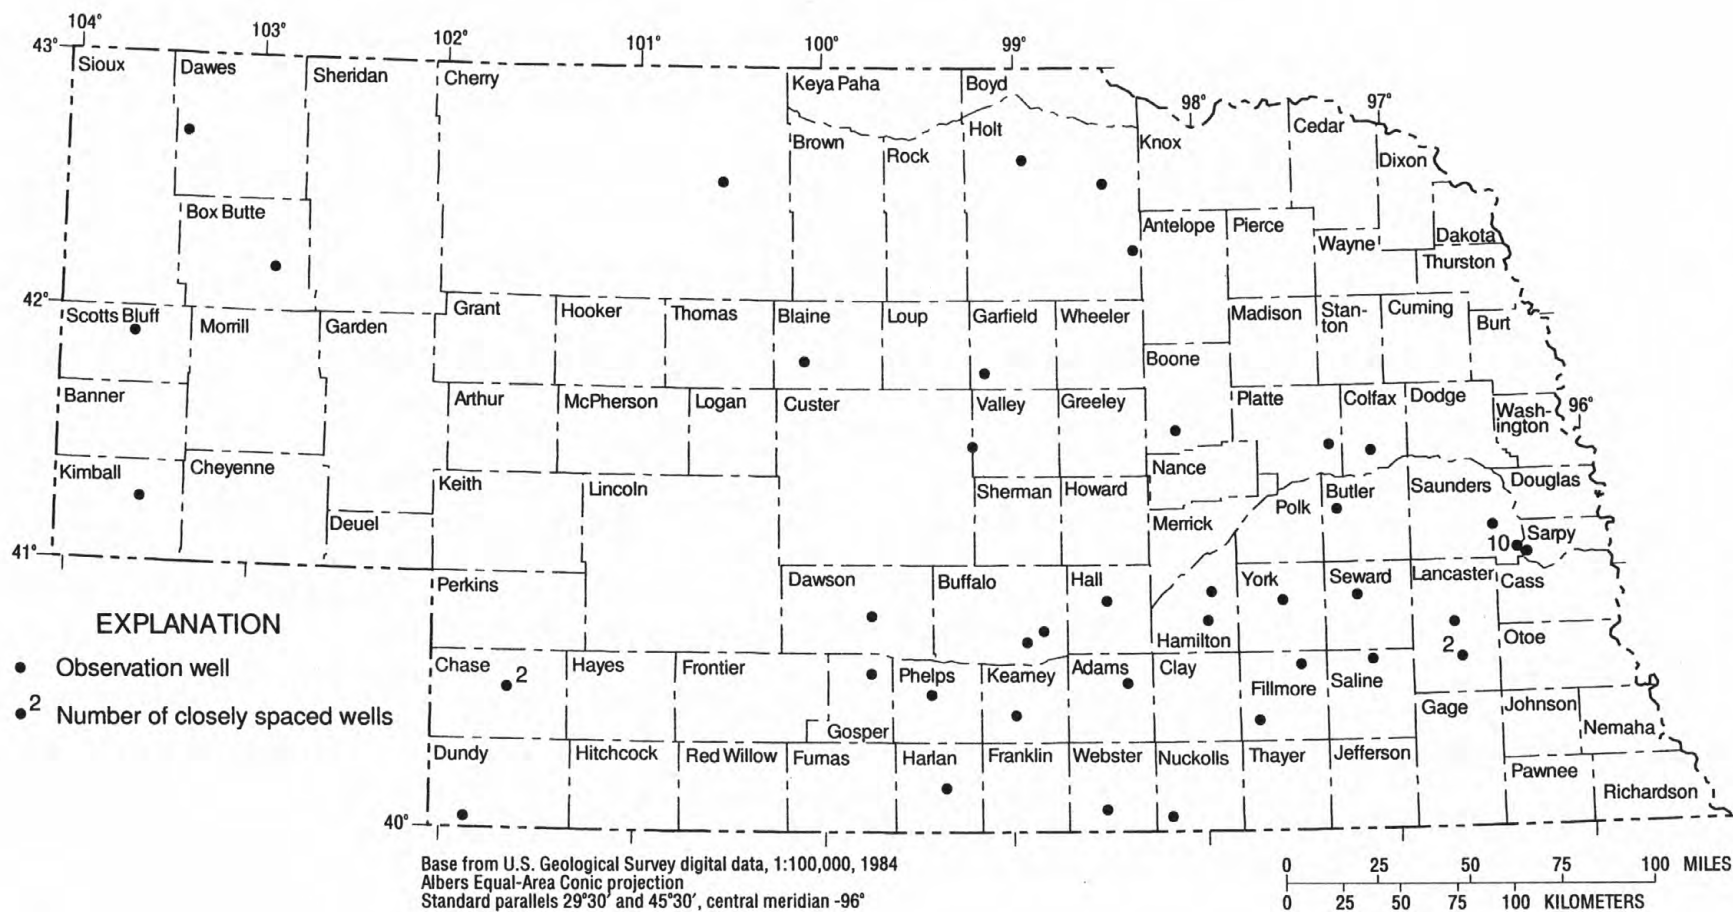 104° 103° 102° 101° 100° 99°
43°
Sioux Dawes Sheridan Cherry Keya Paha Boyd
98° 97°
Brown Rock Holt Knox Cedar Dixon
Box Butte
Antelope Pierce Wayne Dakota
Thurston
42°
Scotts Bluff Morrill Garden Grant Hooker Thomas Blaine Loup Garfield Wheeler Madison Stan-
ton Cuming Burt
Boone
Banner Arthur McPherson Logan Custer Valley Greeley Platte Colfax Dodge Wash-
ington 96°
Kimball Cheyenne Keith Lincoln Nance
Deuel Sherman Howard Merrick Polk Butler Saunders Douglas
41° 10 Sarpy
Perkins Dawson Buffalo Hall York Seward Lancaster Cass
Hamilton Otoe
2
Chase 2 Hayes Frontier Phelps Kearney Adams Clay Fillmore Saline
Gosper Gage Johnson
Nemaha
Dundy Hitchcock Red Willow Furnas Harlan Franklin Webster Nuckolls Thayer Jefferson Pawnee
Richardson
40°
EXPLANATION
Observation well
2 Number of closely spaced wells
Base from U.S. Geological Survey digital data, 1:100,000, 1984
Albers Equal-Area Conic projection
Standard parallels 29°30′ and 45°30′, central meridian -96°
0 25 50 75 100 MILES
0 25 50 75 100 KILOMETERS